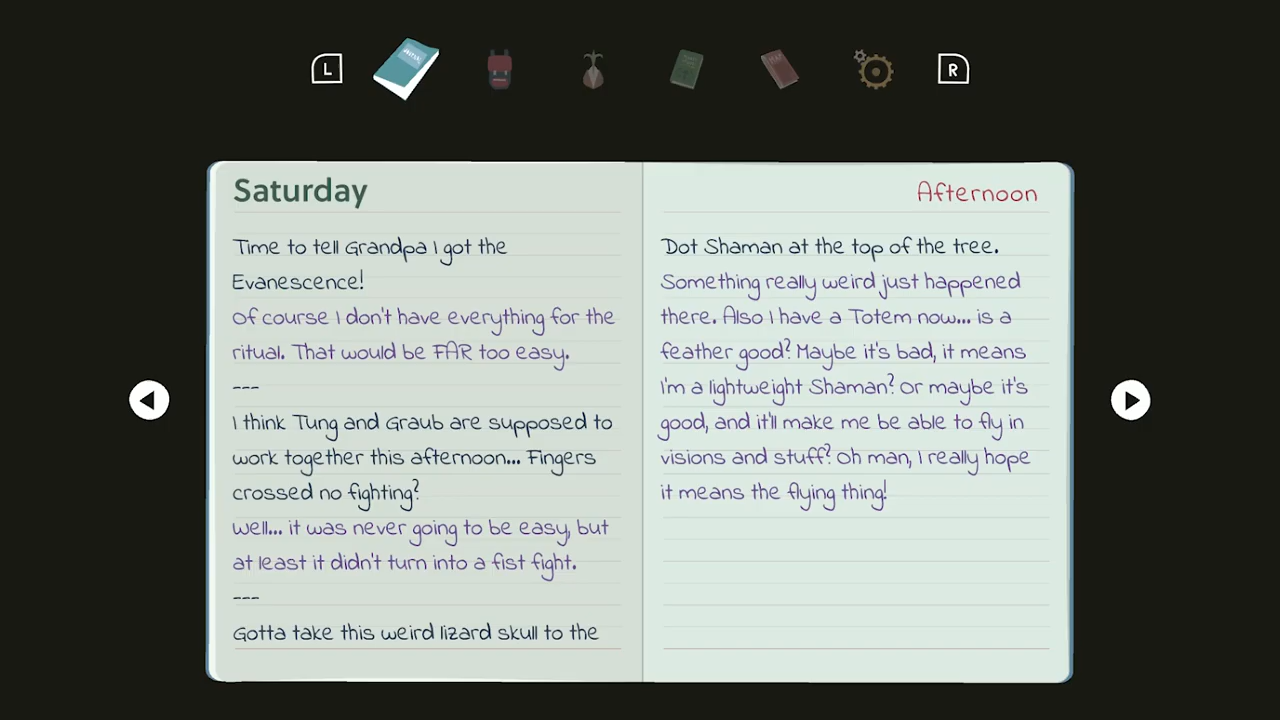 L
R
Saturday
Time to tell Grandpa I got the
Evanescence!
Of course I don't have everything for the
ritual. That would be FAR too easy.
---
I think Tung and Graub are supposed to
work together this afternoon... Fingers
crossed no fighting?
Well... it was never going to be easy, but
at least it didn't turn into a fist fight.
---
Gotta take this weird lizard skull to the
Afternoon
Dot Shaman at the top of the tree.
Something really weird just happened
there. Also I have a Totem now... is a
feather good? Maybe it's bad, it means
I'm a lightweight Shaman? Or maybe it's
good, and it'll make me be able to fly in
visions and stuff? Oh man, I really hope
it means the flying thing!